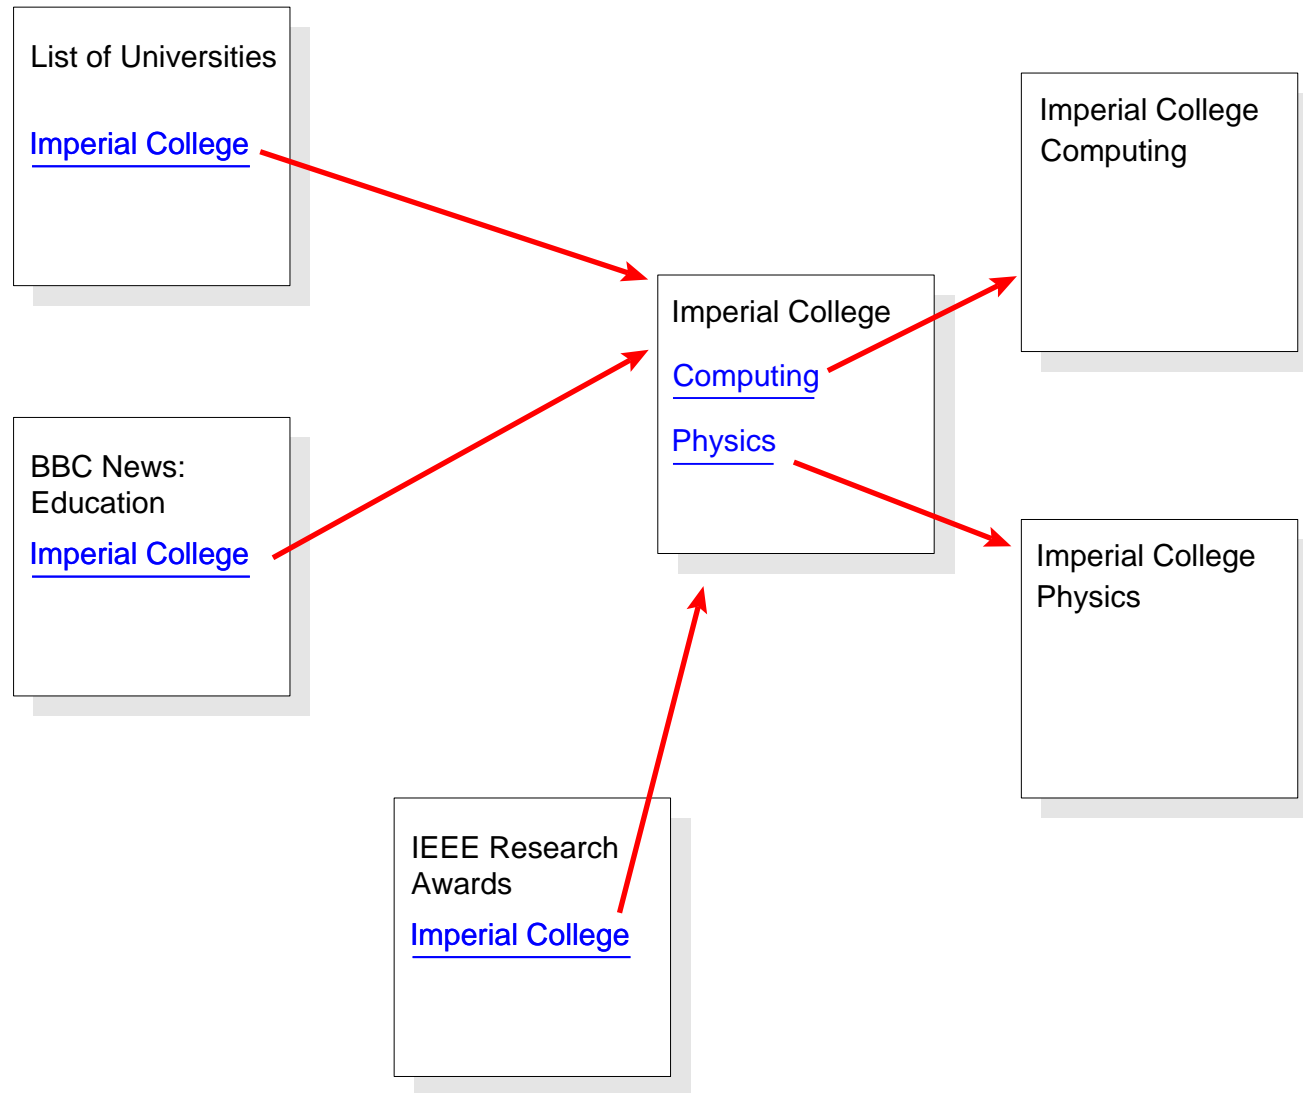 List of Universities
Imperial College
BBC News:
Education
Imperial College
IEEE Research
Awards
Imperial College
Imperial College
Computing
Physics
Imperial College
Computing
Imperial College
Physics